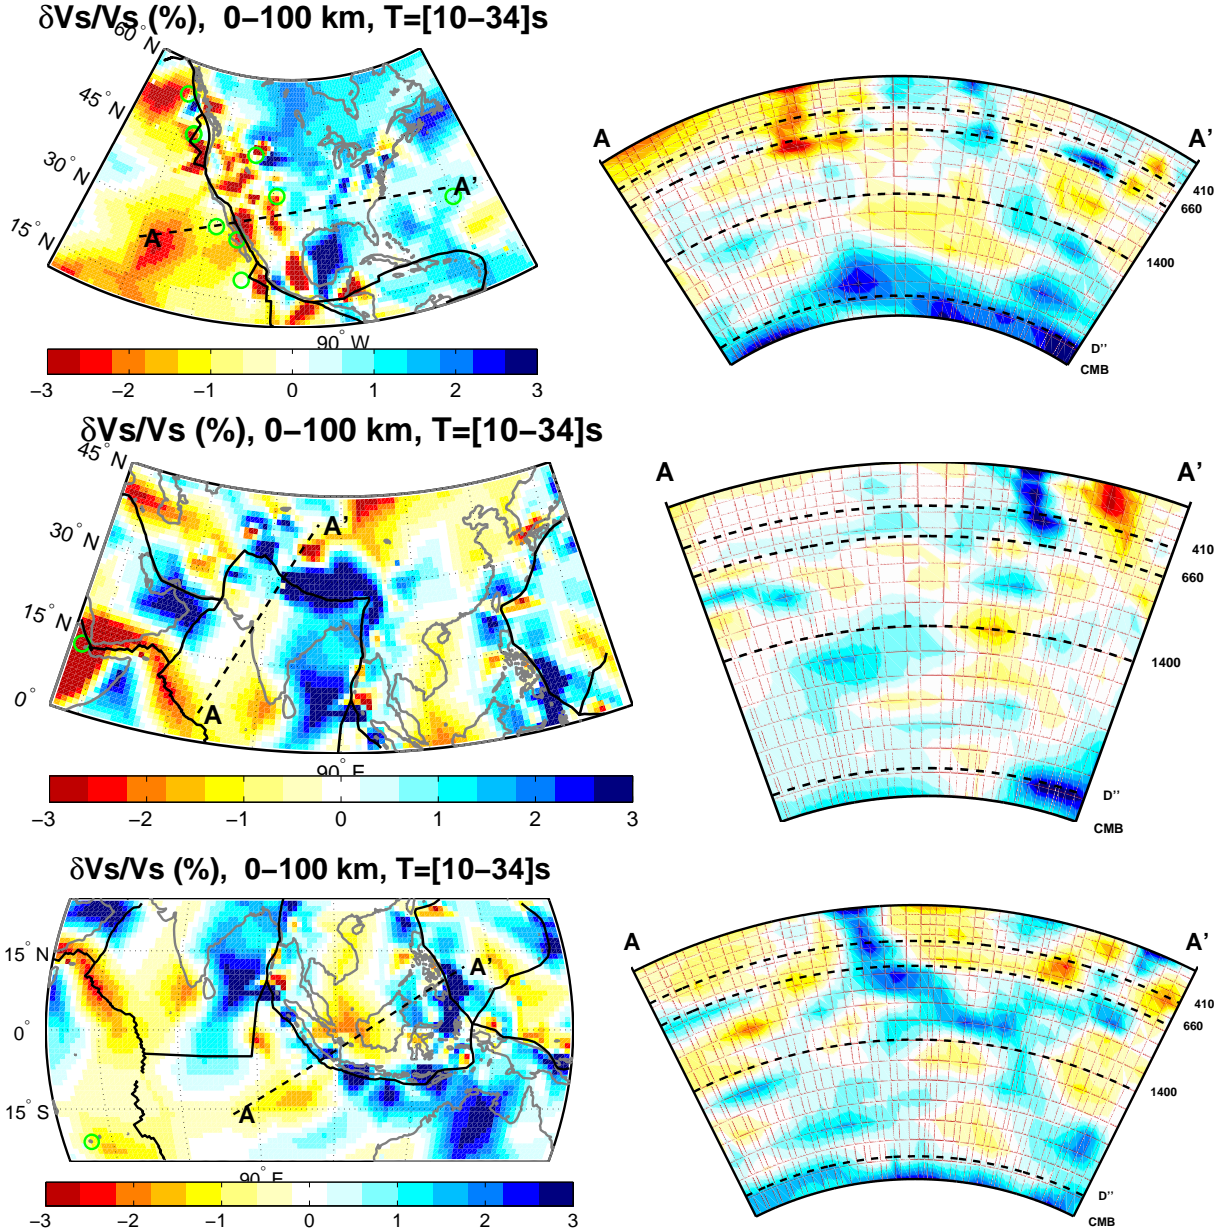 δVs/Vs (%), 0−100 km, T=[10−34]s
60° N
45° N
30° N
15° N
A
A'
90° W
−3 −2 −1 0 1 2 3
A
A'
410
660
1400
D''
CMB
δVs/Vs (%), 0−100 km, T=[10−34]s
45° N
30° N
15° N
0°
A'
A
90° E
−3 −2 −1 0 1 2 3
A
A'
410
660
1400
D''
CMB
δVs/Vs (%), 0−100 km, T=[10−34]s
15° N
0°
15° S
A'
A
90° E
−3 −2 −1 0 1 2 3
A
A'
410
660
1400
D''
CMB